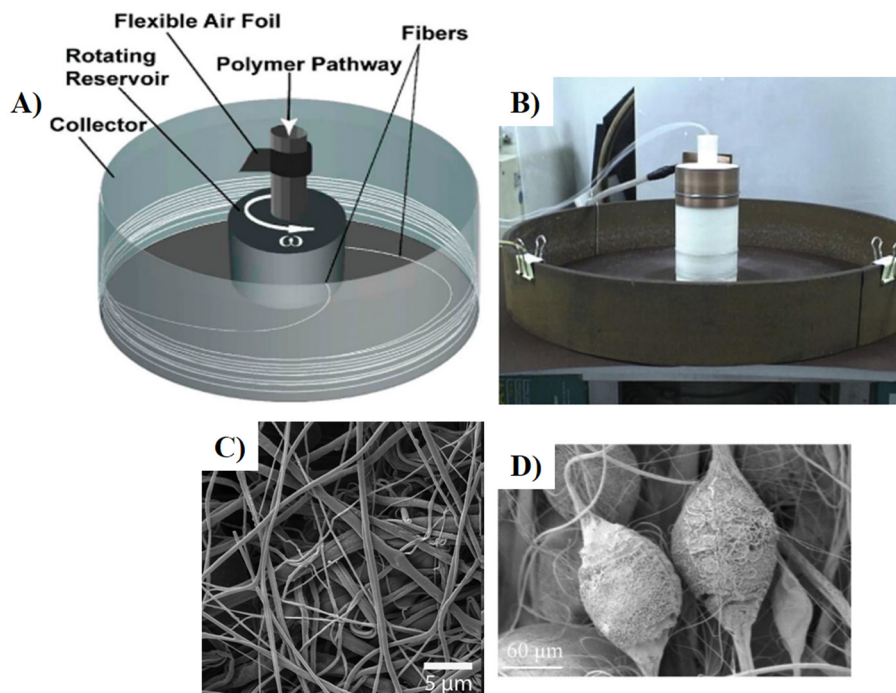 A)
Flexible Air Foil
Fibers
Rotating
Reservoir
Polymer Pathway
Collector
ω
B)
C)
5 μm
D)
60 μm